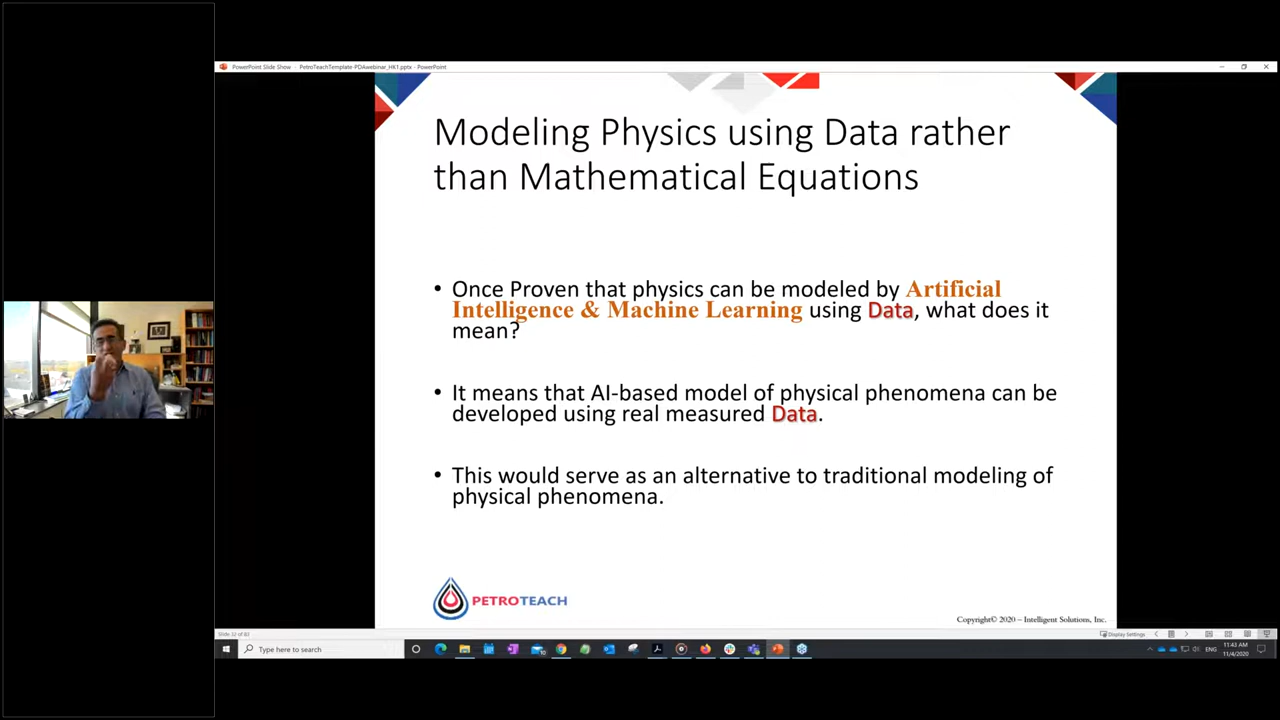 PowerPoint Slide Show - PetroTeachTemplate-PDAwebinar_HK1.pptx - PowerPoint
Modeling Physics using Data rather
than Mathematical Equations
• Once Proven that physics can be modeled by Artificial
Intelligence & Machine Learning using Data, what does it
mean?
• It means that AI-based model of physical phenomena can be
developed using real measured Data.
• This would serve as an alternative to traditional modeling of
physical phenomena.
PETROTEACH
Copyright© 2020 – Intelligent Solutions, Inc.
Slide 32 of 82
Display Settings
Type here to search
ENG
11:43 AM
11/4/2020